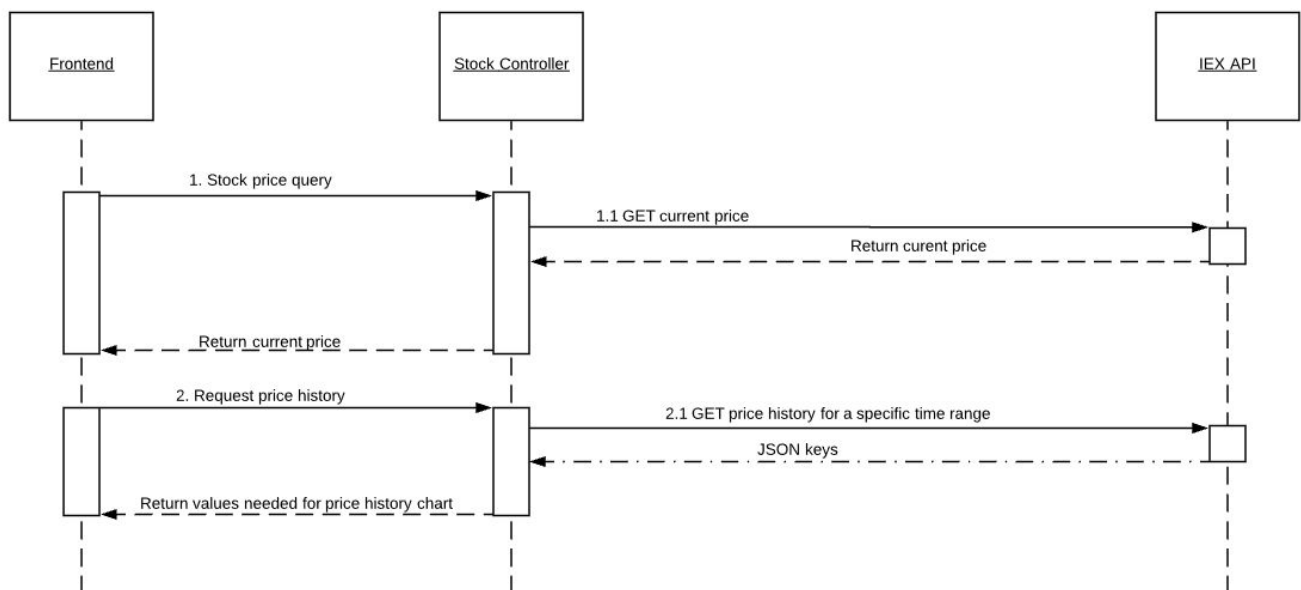 Frontend
Stock Controller
IEX API
1. Stock price query
1.1 GET current price
Return curent price
Return current price
2. Request price history
2.1 GET price history for a specific time range
JSON keys
Return values needed for price history chart